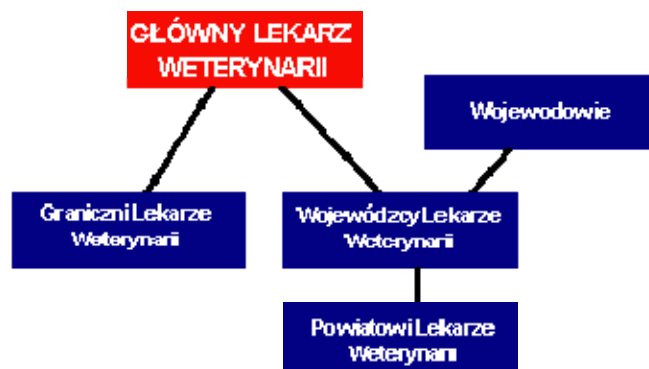 GŁÓWNY LEKARZ
WETERYNARII
Wojewodowie
Graniczni Lekarze
Weterynarii
Wojewódzcy Lekarze
Weterynarii
Powiatowi Lekarze
Weterynarii